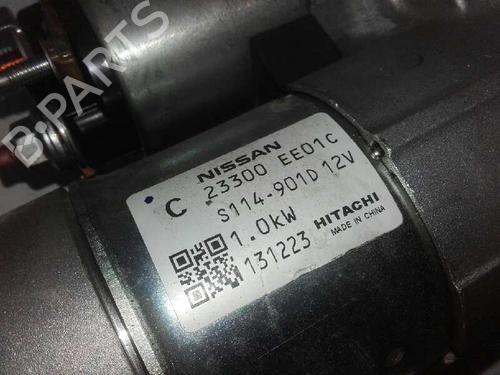 B-PARTS
NISSAN
C 23300 EE01C
S114-901D 12V
1.0kW HITACHI
131223 MADE IN CHINA